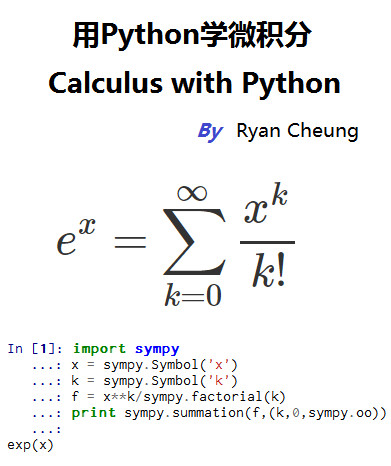 用Python学微积分
Calculus with Python
By Ryan Cheung
e^x = \sum_{k=0}^{\infty} \frac{x^k}{k!}
In [1]: import sympy
   ...: x = sympy.Symbol('x')
   ...: k = sympy.Symbol('k')
   ...: f = x**k/sympy.factorial(k)
   ...: print sympy.summation(f,(k,0,sympy.oo))
   ...:
exp(x)